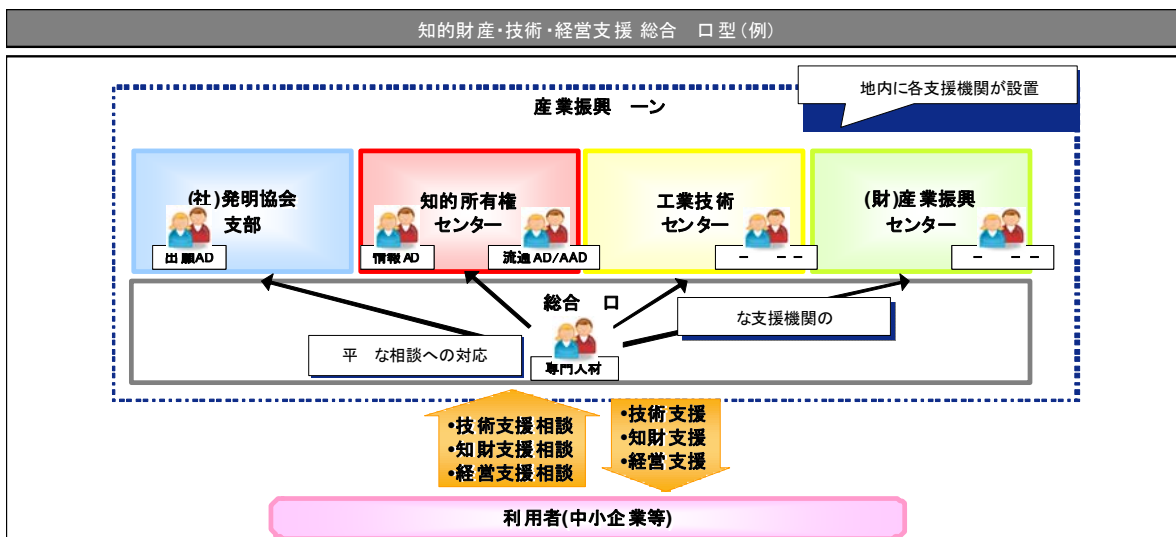 知的財産・技術・経営支援 総合　口型（例）
地内に各支援機関が設置
産業振興　ーン
(社)発明協会
支部
出願AD
知的所有権
センター
情報AD
流通AD/AAD
工業技術
センター
ー　ーー
(財)産業振興
センター
ー　ーー
総合　口
な支援機関の
平　な相談への対応
専門人材
•技術支援相談
•知財支援相談
•経営支援相談
•技術支援
•知財支援
•経営支援
利用者(中小企業等)